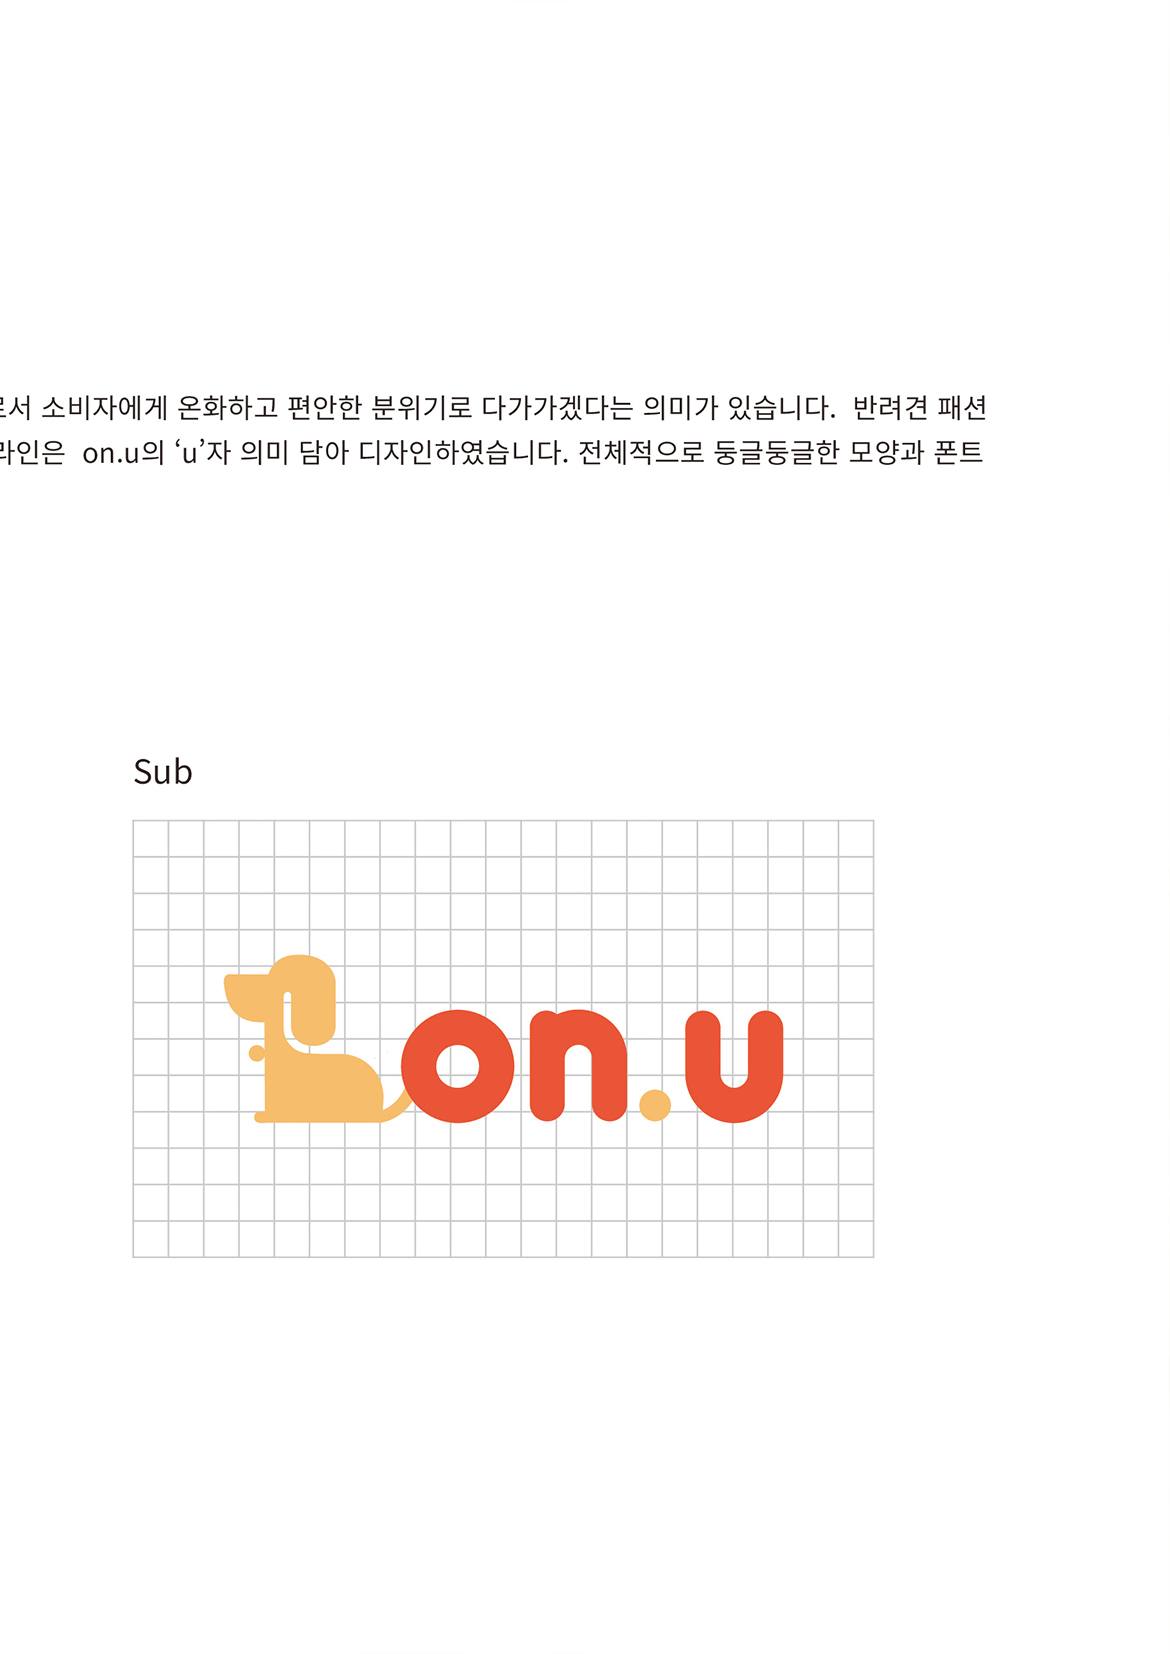 로서 소비자에게 온화하고 편안한 분위기로 다가가겠다는 의미가 있습니다. 반려견 패션
라인은 on.u의 ‘u’자 의미 담아 디자인하였습니다. 전체적으로 둥글둥글한 모양과 폰트
Sub
on.u